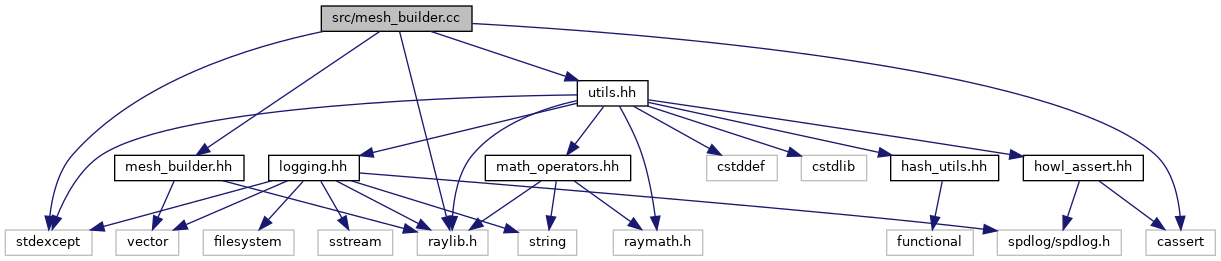 src/mesh_builder.cc
utils.hh
mesh_builder.hh
logging.hh
math_operators.hh
cstddef
cstdlib
hash_utils.hh
howl_assert.hh
stdexcept
vector
filesystem
sstream
raylib.h
string
raymath.h
functional
spdlog/spdlog.h
cassert